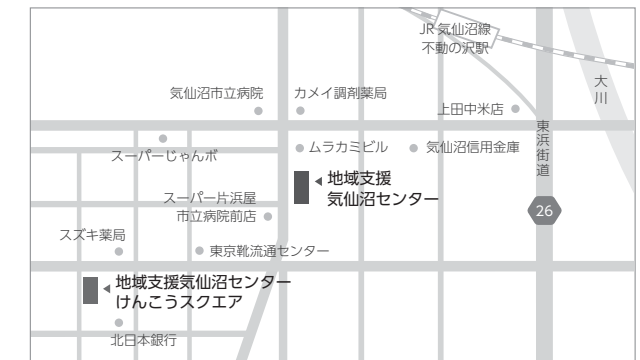 JR 気仙沼線
不動の沢駅
大川
気仙沼市立病院
カメイ調剤薬局
上田中米店
東浜街道
スーパーじゃんボ
ムラカミビル
気仙沼信用金庫
地域支援
気仙沼センター
スーパー片浜屋
市立病院前店
26
スズキ薬局
東京靴流通センター
地域支援気仙沼センター
けんこうスクエア
北日本銀行